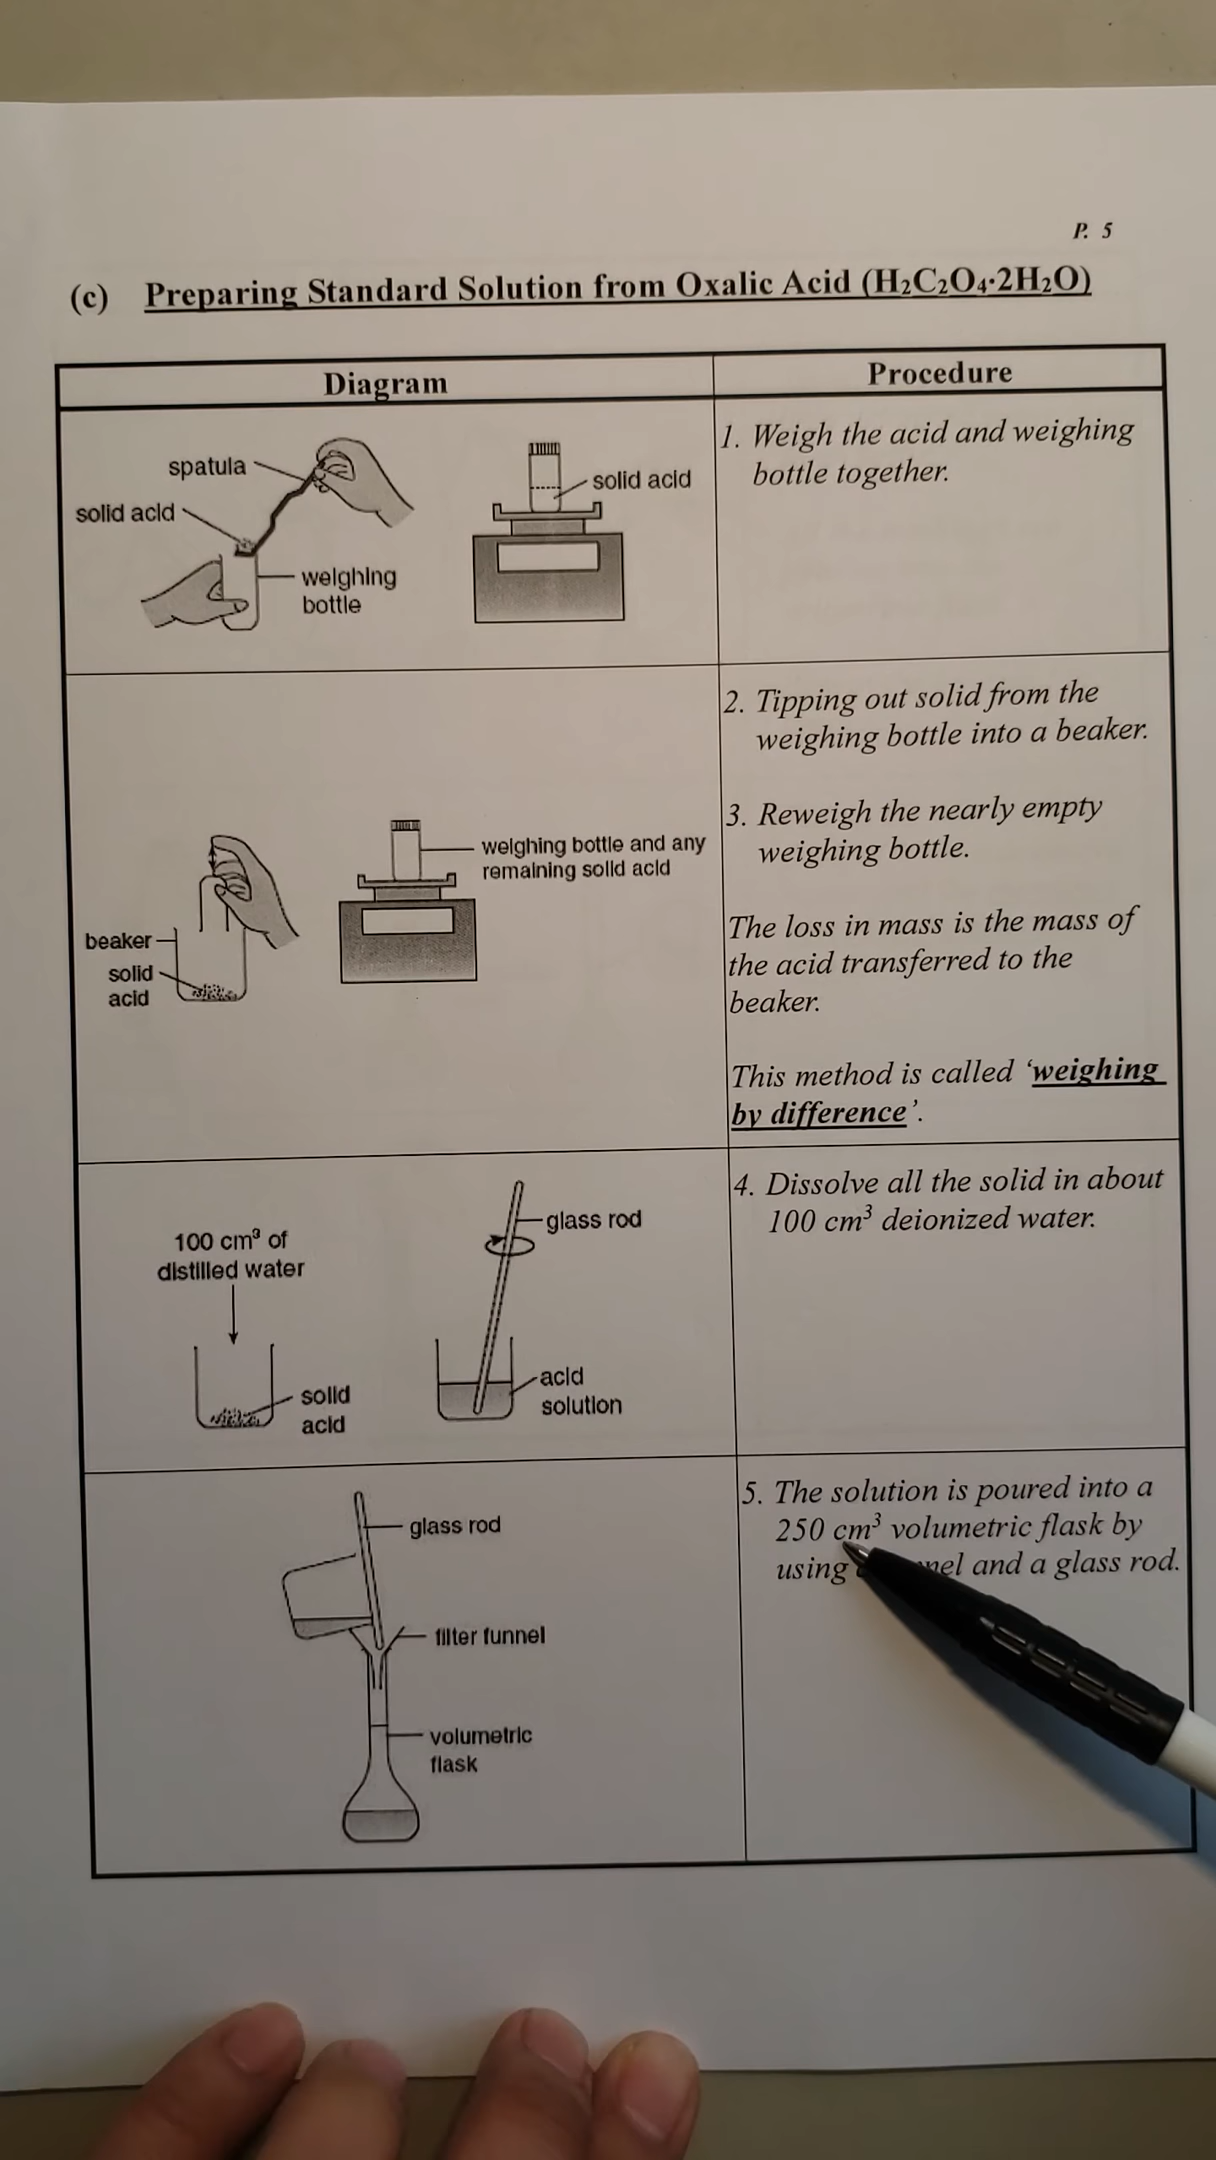 P. 5
(c) Preparing Standard Solution from Oxalic Acid (H₂C₂O₄·2H₂O)
Diagram
Procedure
spatula
solid acid
weighing
bottle
solid acid
1. Weigh the acid and weighing
bottle together.
beaker
solid
acid
weighing bottle and any
remaining solid acid
2. Tipping out solid from the
weighing bottle into a beaker.
3. Reweigh the nearly empty
weighing bottle.
The loss in mass is the mass of
the acid transferred to the
beaker.
This method is called ‘weighing
by difference’.
100 cm³ of
distilled water
solid
acid
glass rod
acid
solution
4. Dissolve all the solid in about
100 cm³ deionized water.
glass rod
filter funnel
volumetric
flask
5. The solution is poured into a
250 cm³ volumetric flask by
using and a glass rod.